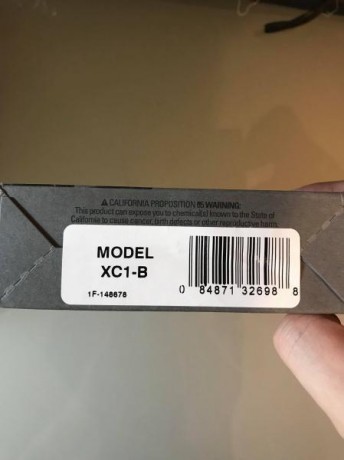 ⚠ CALIFORNIA PROPOSITION 65 WARNING:
This product can expose you to chemical(s) known to the State of
California to cause cancer, birth defects or other reproductive harm.
MODEL
XC1-B
1F-148678
0 84871 32698 8